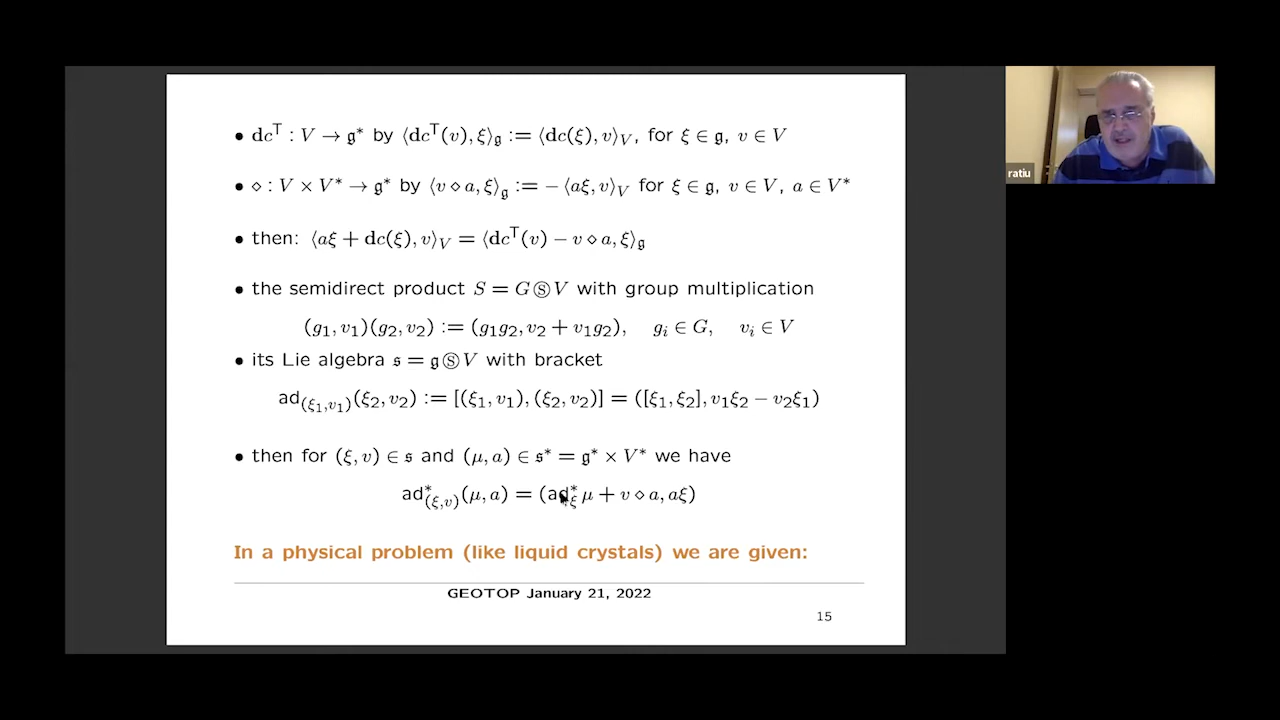 • dcᵀ : V → 𝔤* by ⟨dcᵀ(v), ξ⟩_𝔤 := ⟨dc(ξ), v⟩_V, for ξ ∈ 𝔤, v ∈ V
• ⋄ : V × V* → 𝔤* by ⟨v ⋄ a, ξ⟩_𝔤 := −⟨aξ, v⟩_V for ξ ∈ 𝔤, v ∈ V, a ∈ V*
• then: ⟨aξ + dc(ξ), v⟩_V = ⟨dcᵀ(v) − v ⋄ a, ξ⟩_𝔤
• the semidirect product S = G Ⓢ V with group multiplication
(g₁, v₁)(g₂, v₂) := (g₁g₂, v₂ + v₁g₂), gᵢ ∈ G, vᵢ ∈ V
• its Lie algebra 𝔰 = 𝔤 Ⓢ V with bracket
ad_(ξ₁,v₁)(ξ₂, v₂) := [(ξ₁, v₁), (ξ₂, v₂)] = ([ξ₁, ξ₂], v₁ξ₂ − v₂ξ₁)
• then for (ξ, v) ∈ 𝔰 and (μ, a) ∈ 𝔰* = 𝔤* × V* we have
ad*_(ξ,v)(μ, a) = (ad*_ξ μ + v ⋄ a, aξ)
In a physical problem (like liquid crystals) we are given:
GEOTOP January 21, 2022
15
ratiu